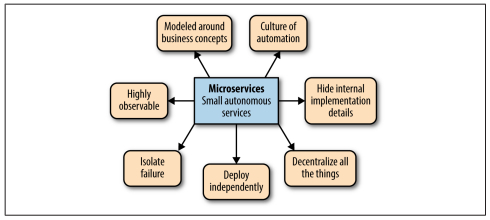 Modeled around
business concepts
Culture of
automation
Highly
observable
Microservices
Small autonomous
services
Hide internal
implementation
details
Isolate
failure
Deploy
independently
Decentralize all
the things